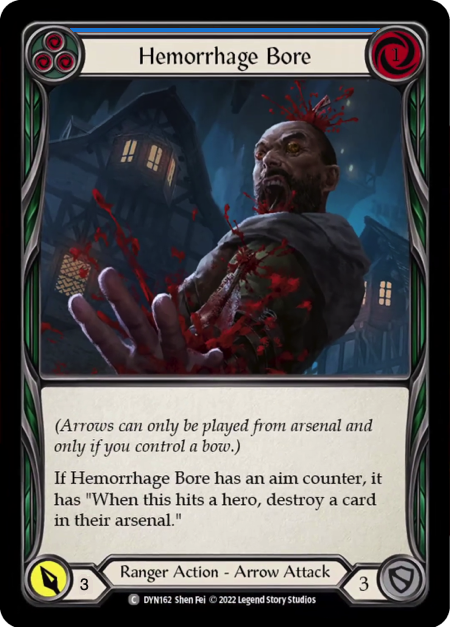 Hemorrhage Bore
1
(Arrows can only be played from arsenal and
only if you control a bow.)
If Hemorrhage Bore has an aim counter, it
has "When this hits a hero, destroy a card
in their arsenal."
3
Ranger Action - Arrow Attack
3
C DYN162 Shen Fei © 2022 Legend Story Studios